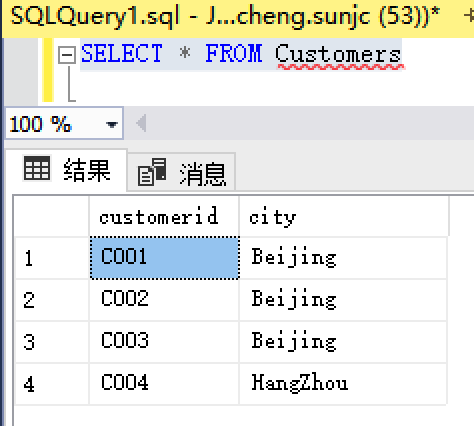 SQLQuery1.sql - J...cheng.sunjc (53))*
SELECT * FROM Customers
100 %
结果 消息
customerid city
1 C001 Beijing
2 C002 Beijing
3 C003 Beijing
4 C004 HangZhou